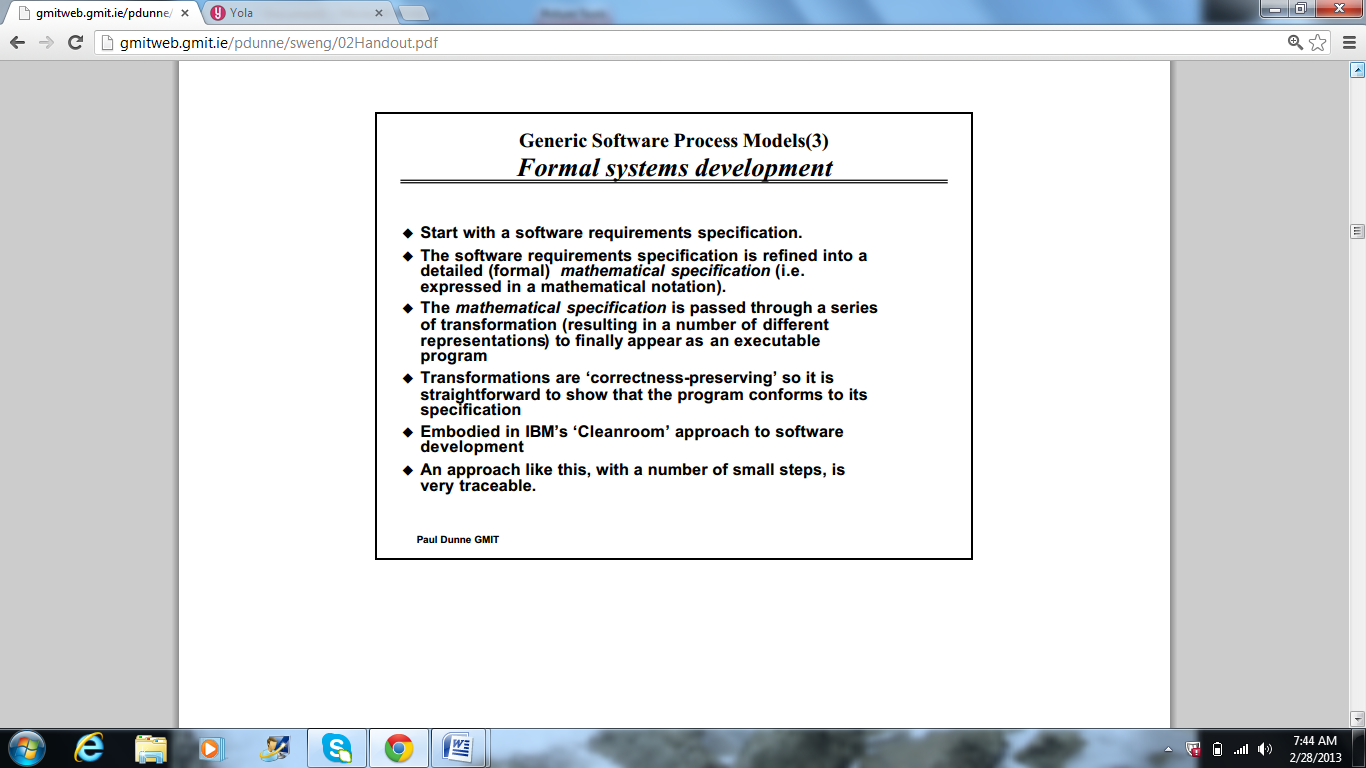 gmitweb.gmit.ie/pdunne/
Yola
gmitweb.gmit.ie/pdunne/sweng/02Handout.pdf
Generic Software Process Models(3)
Formal systems development
◆ Start with a software requirements specification.
◆ The software requirements specification is refined into a
detailed (formal) mathematical specification (i.e.
expressed in a mathematical notation).
◆ The mathematical specification is passed through a series
of transformation (resulting in a number of different
representations) to finally appear as an executable
program
◆ Transformations are ‘correctness-preserving’ so it is
straightforward to show that the program conforms to its
specification
◆ Embodied in IBM’s ‘Cleanroom’ approach to software
development
◆ An approach like this, with a number of small steps, is
very traceable.
Paul Dunne GMIT
7:44 AM
2/28/2013